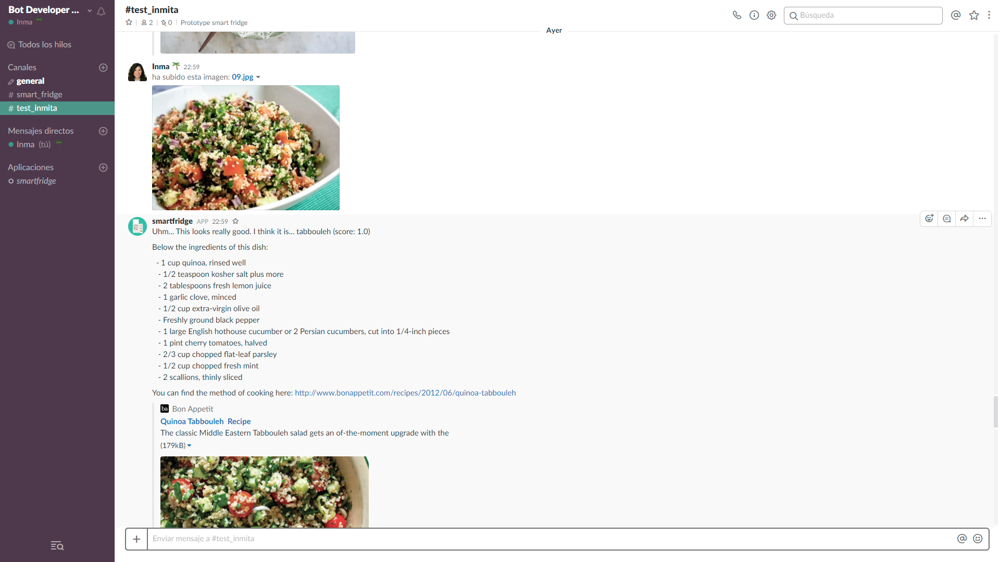 Bot Developer ...
Inma
Todos los hilos
Canales
general
# smart_fridge
# test_inmita
Mensajes directos
Inma (tú)
Aplicaciones
smartfridge
#test_inmita
2 | 0 | Prototype smart fridge
Búsqueda
Ayer
Inma 22:59
ha subido esta imagen: 09.jpg
smartfridge APP 22:59
Uhm... This looks really good. I think it is... tabbouleh (score: 1.0)
Below the ingredients of this dish:
- 1 cup quinoa, rinsed well
- 1/2 teaspoon kosher salt plus more
- 2 tablespoons fresh lemon juice
- 1 garlic clove, minced
- 1/2 cup extra-virgin olive oil
- Freshly ground black pepper
- 1 large English hothouse cucumber or 2 Persian cucumbers, cut into 1/4-inch pieces
- 1 pint cherry tomatoes, halved
- 2/3 cup chopped flat-leaf parsley
- 1/2 cup chopped fresh mint
- 2 scallions, thinly sliced
You can find the method of cooking here: http://www.bonappetit.com/recipes/2012/06/quinoa-tabbouleh
ba Bon Appetit
Quinoa Tabbouleh Recipe
The classic Middle Eastern Tabbouleh salad gets an of-the-moment upgrade with the
(179kB)
Enviar mensaje a #test_inmita